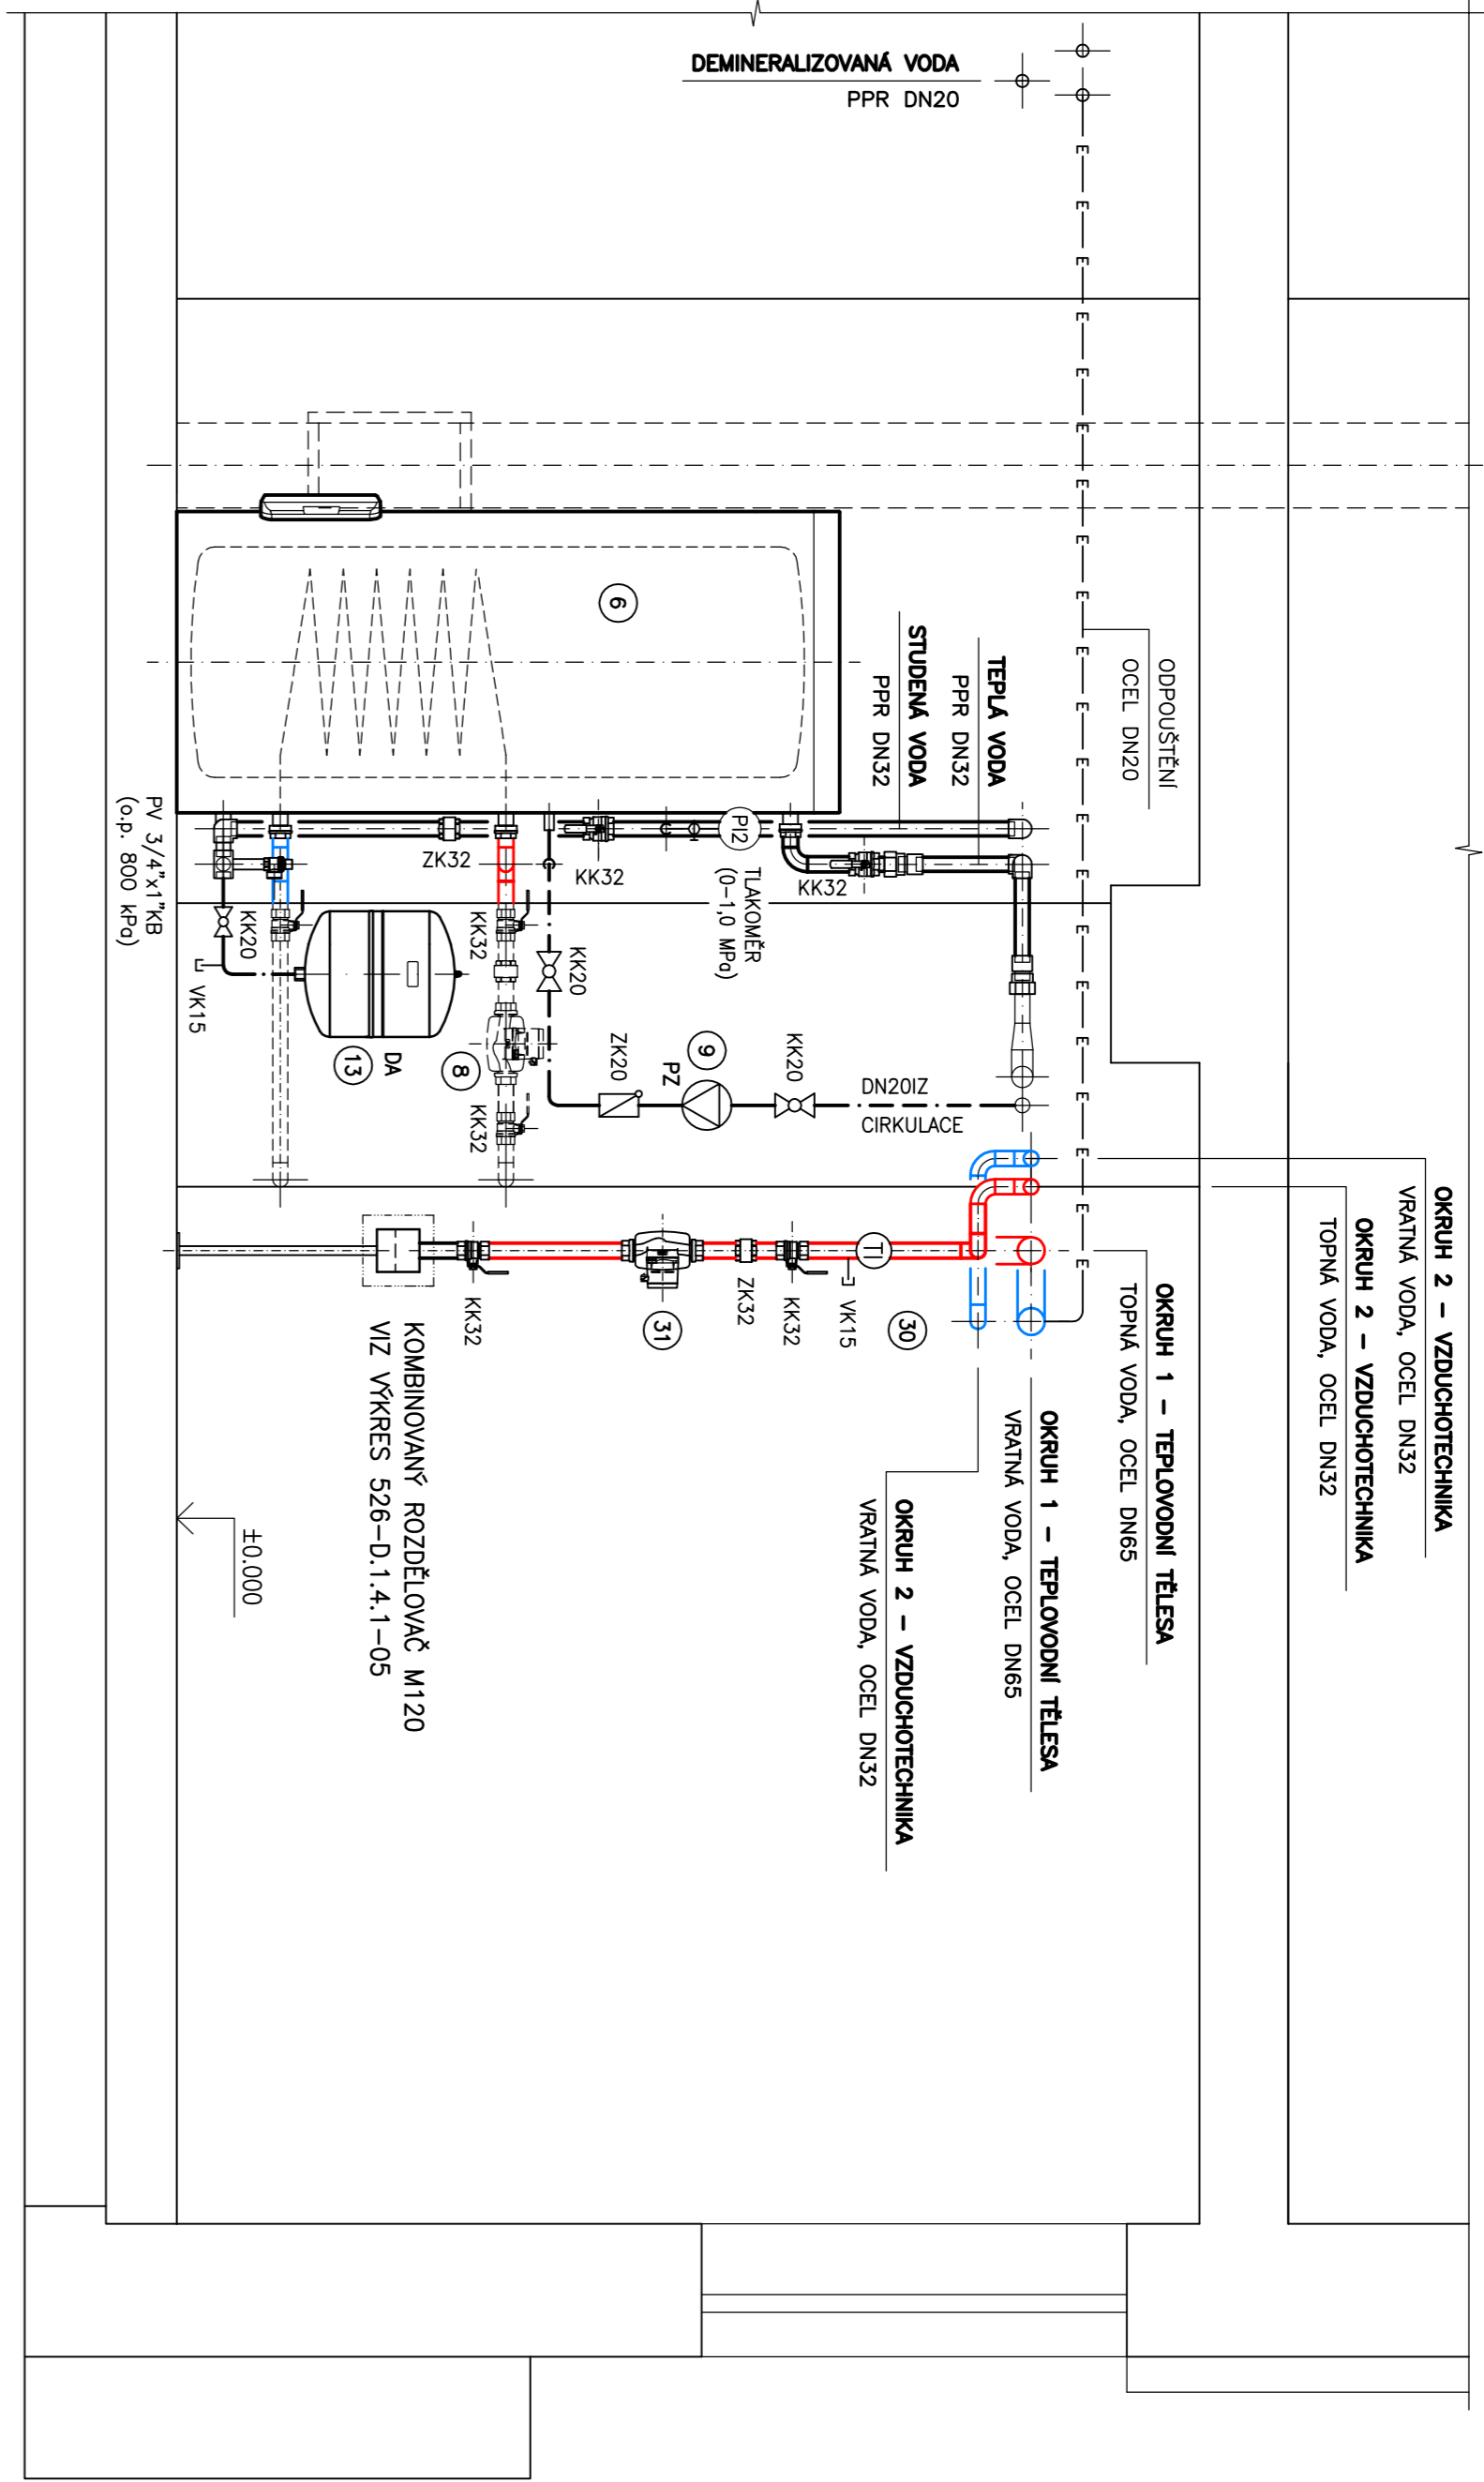 DEMINERALIZOVANÁ VODA
PPR DN20
OKRUH 2 – VZDUCHOTECHNIKA
VRATNÁ VODA, OCEL DN32
OKRUH 2 – VZDUCHOTECHNIKA
TOPNÁ VODA, OCEL DN32
ODPOUŠTĚNÍ
OCEL DN20
OKRUH 1 – TEPLOVODNÍ TĚLESA
TOPNÁ VODA, OCEL DN65
TEPLÁ VODA
PPR DN32
STUDENÁ VODA
PPR DN32
OKRUH 1 – TEPLOVODNÍ TĚLESA
VRATNÁ VODA, OCEL DN65
OKRUH 2 – VZDUCHOTECHNIKA
VRATNÁ VODA, OCEL DN32
DN20IZ
CIRKULACE
30
TI
VK15
KK32
KK32
KK20
TLAKOMĚR
(0–1,0 MPa)
PI2
9
PZ
ZK32
31
6
KK32
ZK20
KK20
KK32
KK32
8
KK32
ZK32
DA
13
KOMBINOVANÝ ROZDĚLOVAČ M120
VIZ VÝKRES 526–D.1.4.1–05
KK20
VK15
±0.000
PV 3/4"x1"KB
(o.p. 800 kPa)